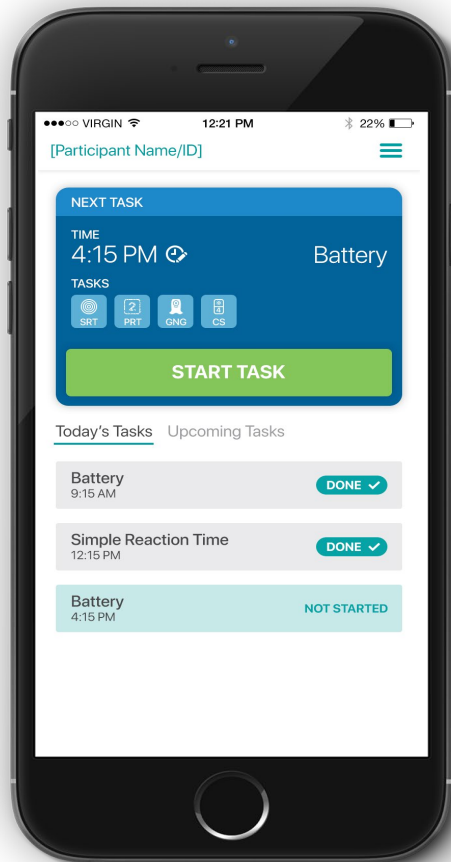 VIRGIN 12:21 PM 22%
[Participant Name/ID]
NEXT TASK
TIME
4:15 PM Battery
TASKS
SRT ? PRT GNG 4 CS
START TASK
Today's Tasks Upcoming Tasks
Battery
9:15 AM
DONE
Simple Reaction Time
12:15 PM
DONE
Battery
4:15 PM
NOT STARTED